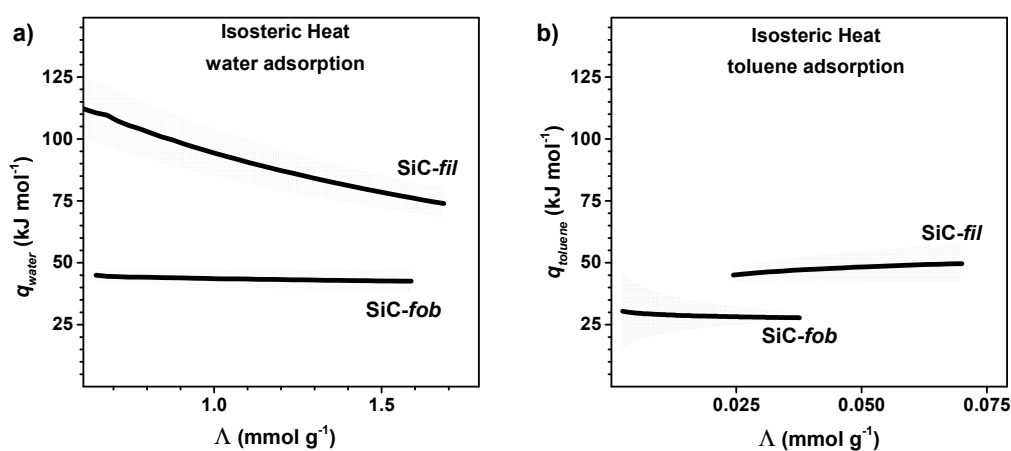 a)
Isosteric Heat
water adsorption
125
100
75
50
25
q_water (kJ mol⁻¹)
SiC-fil
SiC-fob
1.0 1.5
Λ (mmol g⁻¹)
b)
Isosteric Heat
toluene adsorption
125
100
75
50
25
q_toluene (kJ mol⁻¹)
SiC-fil
SiC-fob
0.025 0.050 0.075
Λ (mmol g⁻¹)